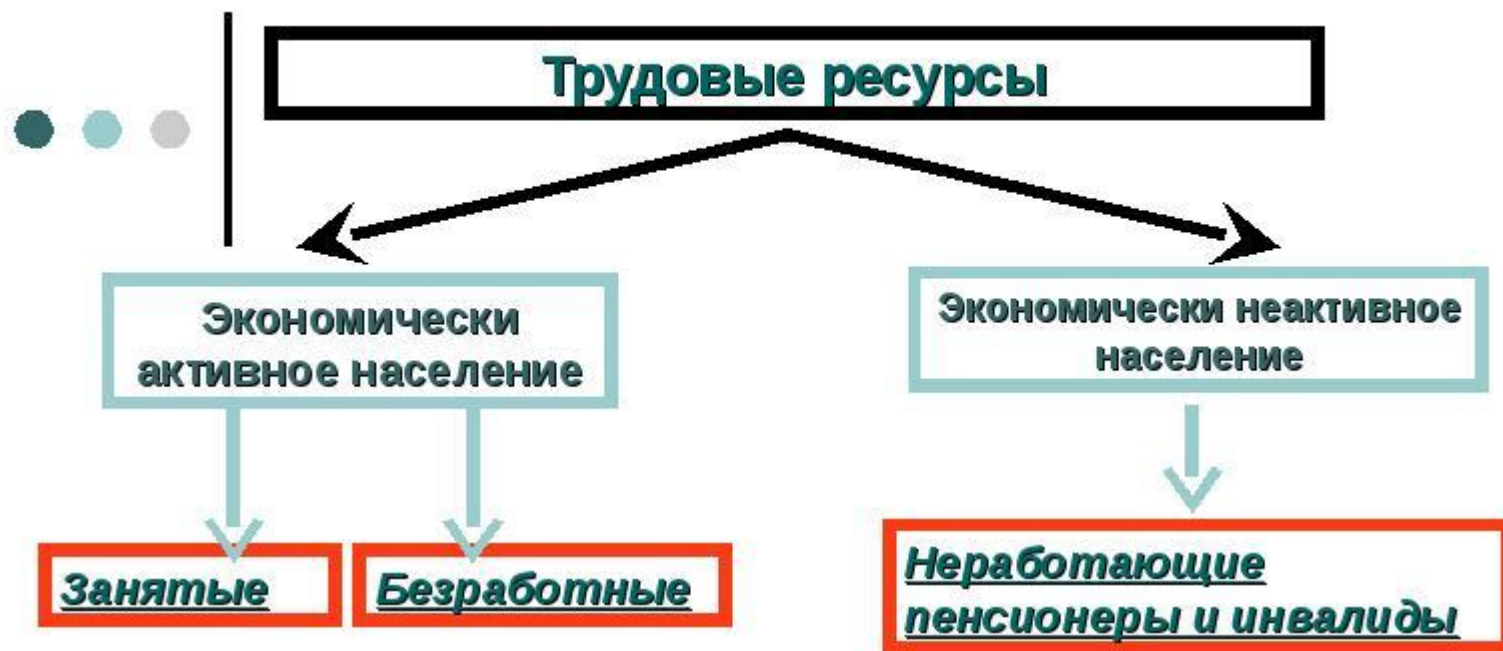 Трудовые ресурсы
Экономически
активное население
Экономически неактивное
население
Занятые
Безработные
Неработающие
пенсионеры и инвалиды